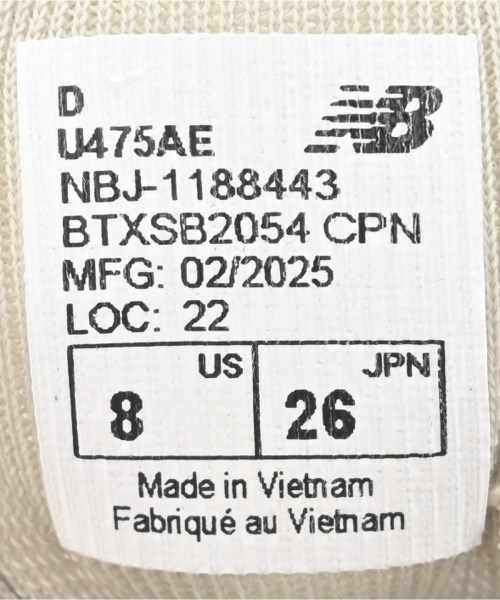 D
U475AE
NB
NBJ-1188443
BTXSB2054 CPN
MFG: 02/2025
LOC: 22
US JPN
8 26
Made in Vietnam
Fabriqué au Vietnam